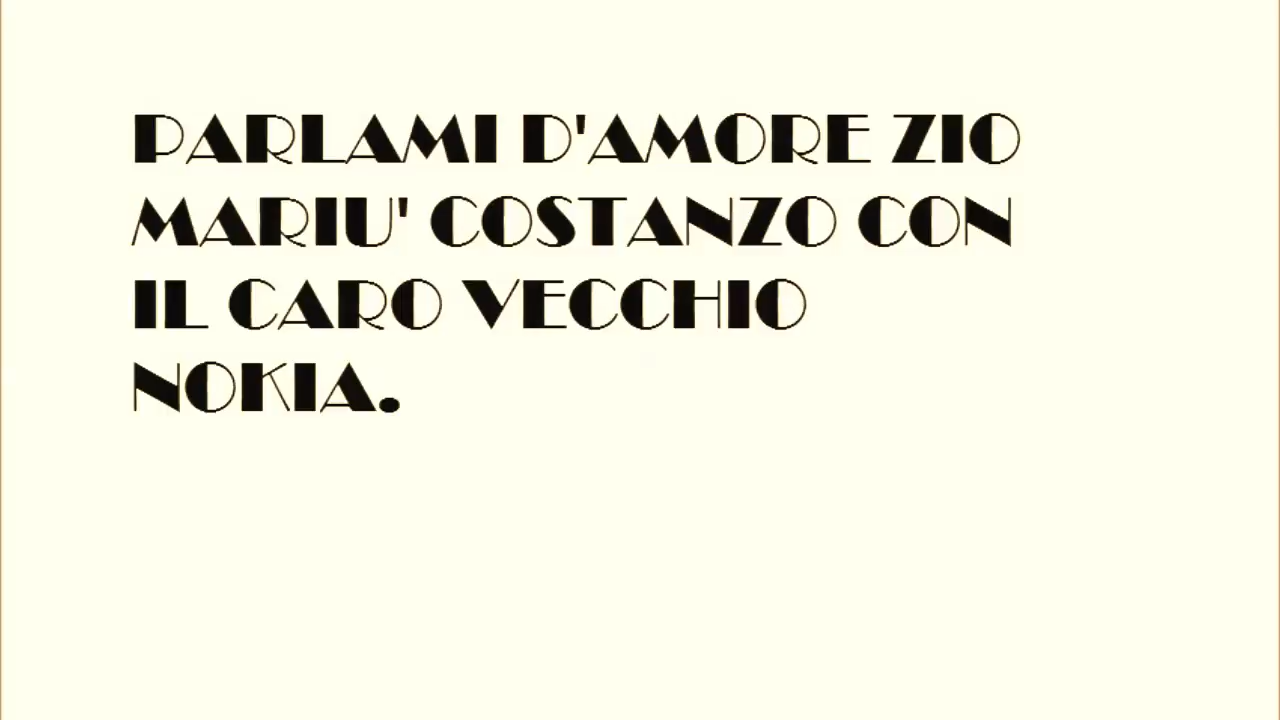 PARLAMI D'AMORE ZIO
MARIU' COSTANZO CON
IL CARO VECCHIO
NOKIA.